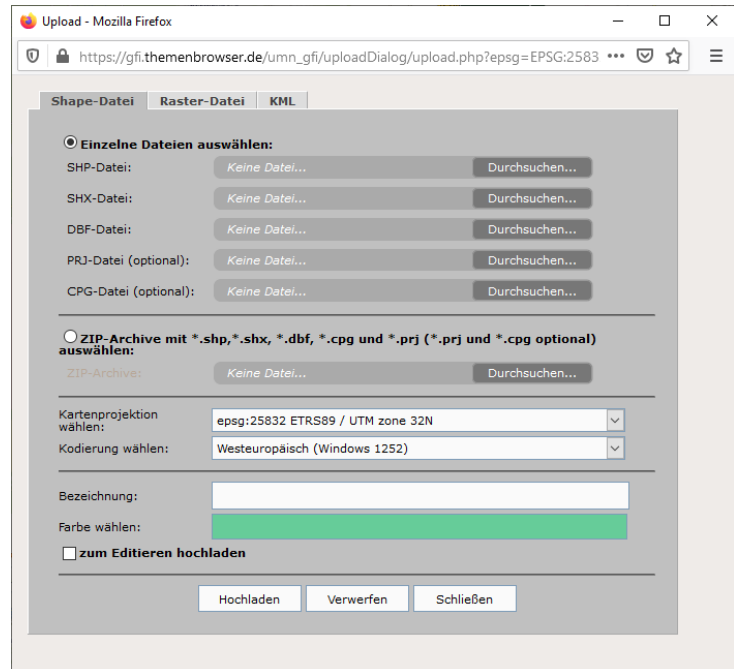 Upload - Mozilla Firefox
https://gfi.themenbrowser.de/umn_gfi/uploadDialog/upload.php?epsg=EPSG:2583
Shape-Datei Raster-Datei KML
Einzelne Dateien auswählen:
SHP-Datei: Keine Datei... Durchsuchen...
SHX-Datei: Keine Datei... Durchsuchen...
DBF-Datei: Keine Datei... Durchsuchen...
PRJ-Datei (optional): Keine Datei... Durchsuchen...
CPG-Datei (optional): Keine Datei... Durchsuchen...
ZIP-Archive mit *.shp,*.shx, *.dbf, *.cpg und *.prj (*.prj und *.cpg optional)
auswählen:
ZIP-Archive: Keine Datei... Durchsuchen...
Kartenprojektion
wählen:
epsg:25832 ETRS89 / UTM zone 32N
Kodierung wählen: Westeuropäisch (Windows 1252)
Bezeichnung:
Farbe wählen:
zum Editieren hochladen
Hochladen Verwerfen Schließen